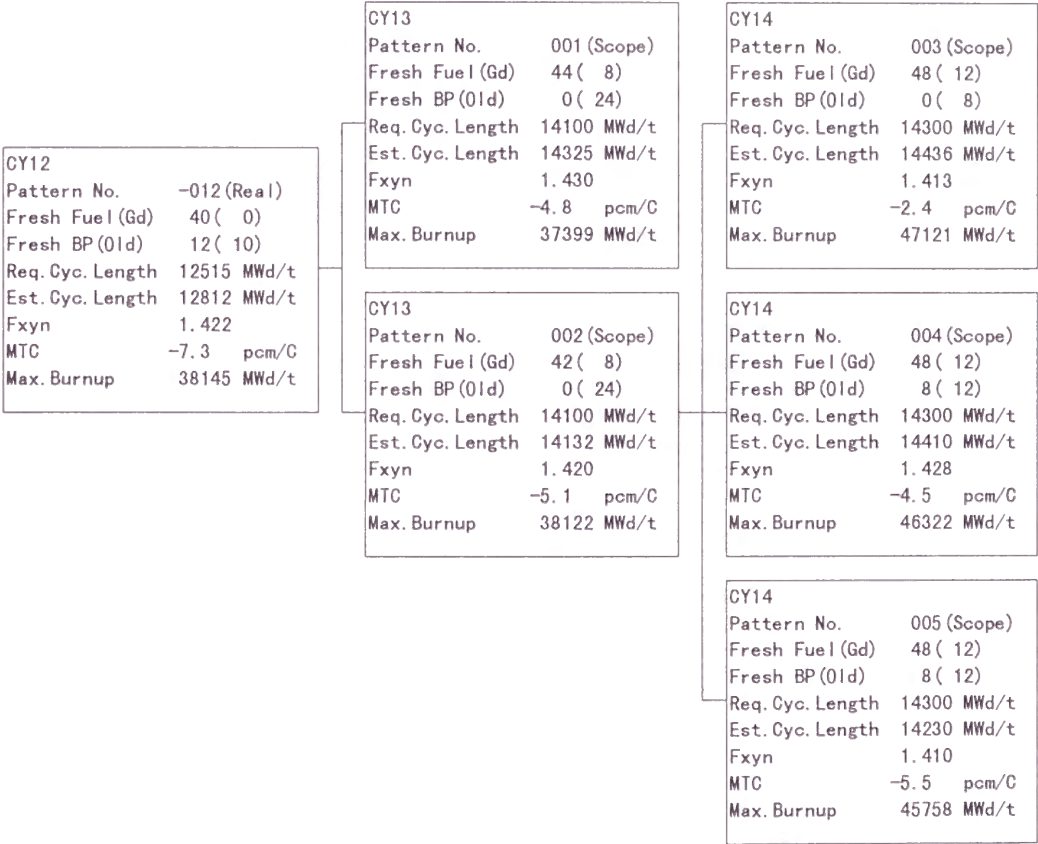 CY12
Pattern No. -012(Real)
Fresh Fuel(Gd) 40( 0)
Fresh BP(Old) 12( 10)
Req.Cyc.Length 12515 MWd/t
Est.Cyc.Length 12812 MWd/t
Fxyn 1.422
MTC -7.3 pcm/C
Max.Burnup 38145 MWd/t
CY13
Pattern No. 001(Scope)
Fresh Fuel(Gd) 44( 8)
Fresh BP(Old) 0( 24)
Req.Cyc.Length 14100 MWd/t
Est.Cyc.Length 14325 MWd/t
Fxyn 1.430
MTC -4.8 pcm/C
Max.Burnup 37399 MWd/t
CY13
Pattern No. 002(Scope)
Fresh Fuel(Gd) 42( 8)
Fresh BP(Old) 0( 24)
Req.Cyc.Length 14100 MWd/t
Est.Cyc.Length 14132 MWd/t
Fxyn 1.420
MTC -5.1 pcm/C
Max.Burnup 38122 MWd/t
CY14
Pattern No. 003(Scope)
Fresh Fuel(Gd) 48( 12)
Fresh BP(Old) 0( 8)
Req.Cyc.Length 14300 MWd/t
Est.Cyc.Length 14436 MWd/t
Fxyn 1.413
MTC -2.4 pcm/C
Max.Burnup 47121 MWd/t
CY14
Pattern No. 004(Scope)
Fresh Fuel(Gd) 48( 12)
Fresh BP(Old) 8( 12)
Req.Cyc.Length 14300 MWd/t
Est.Cyc.Length 14410 MWd/t
Fxyn 1.428
MTC -4.5 pcm/C
Max.Burnup 46322 MWd/t
CY14
Pattern No. 005(Scope)
Fresh Fuel(Gd) 48( 12)
Fresh BP(Old) 8( 12)
Req.Cyc.Length 14300 MWd/t
Est.Cyc.Length 14230 MWd/t
Fxyn 1.410
MTC -5.5 pcm/C
Max.Burnup 45758 MWd/t